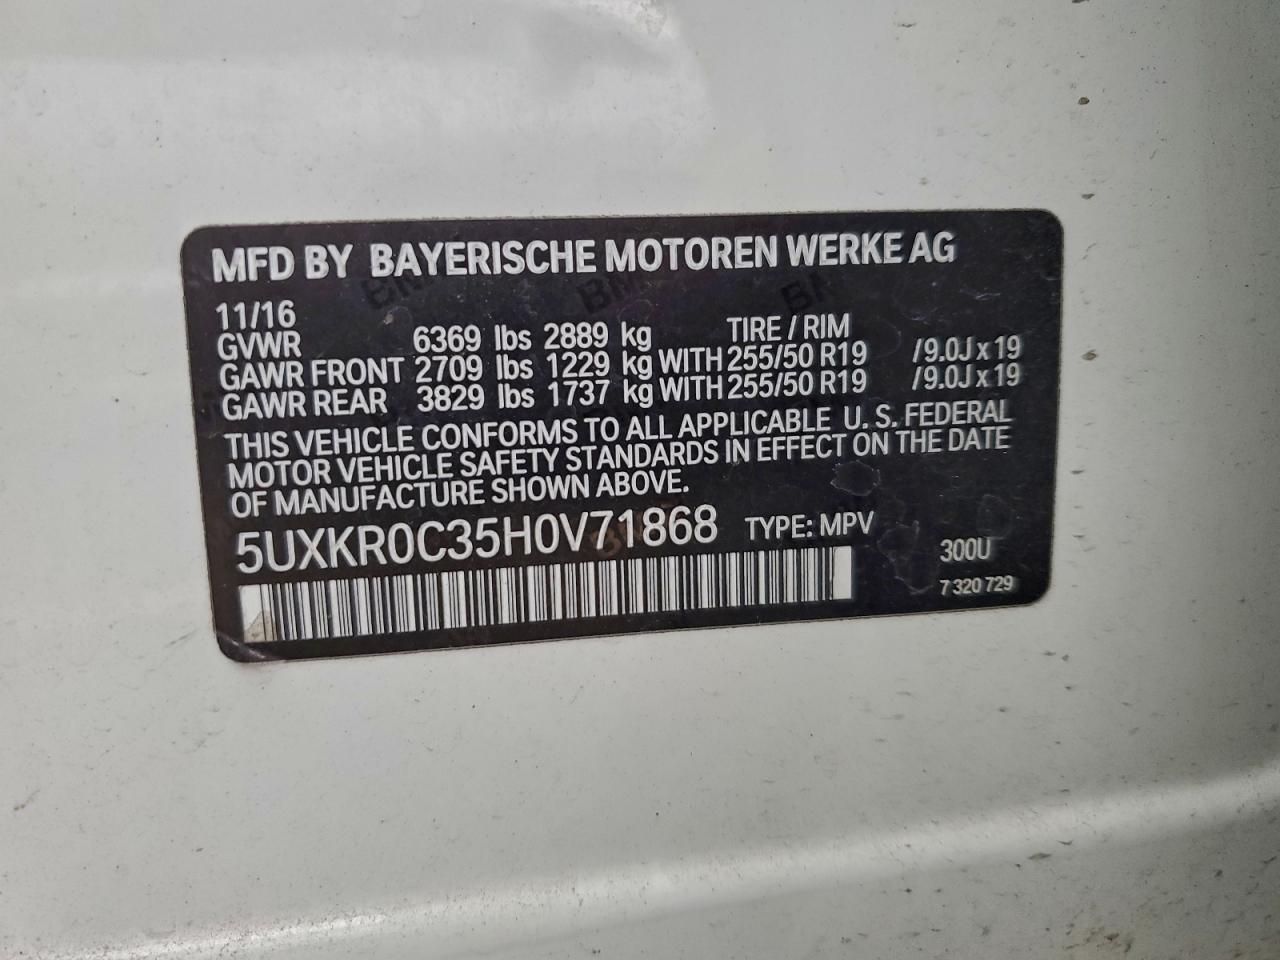 MFD BY BAYERISCHE MOTOREN WERKE AG
11/16
TIRE / RIM
GVWR 6369 lbs 2889 kg
GAWR FRONT 2709 lbs 1229 kg WITH 255/50 R19 /9.0J x 19
GAWR REAR 3829 lbs 1737 kg WITH 255/50 R19 /9.0J x 19
THIS VEHICLE CONFORMS TO ALL APPLICABLE U. S. FEDERAL
MOTOR VEHICLE SAFETY STANDARDS IN EFFECT ON THE DATE
OF MANUFACTURE SHOWN ABOVE.
5UXKR0C35H0V71868 TYPE: MPV
300U
7 320 729